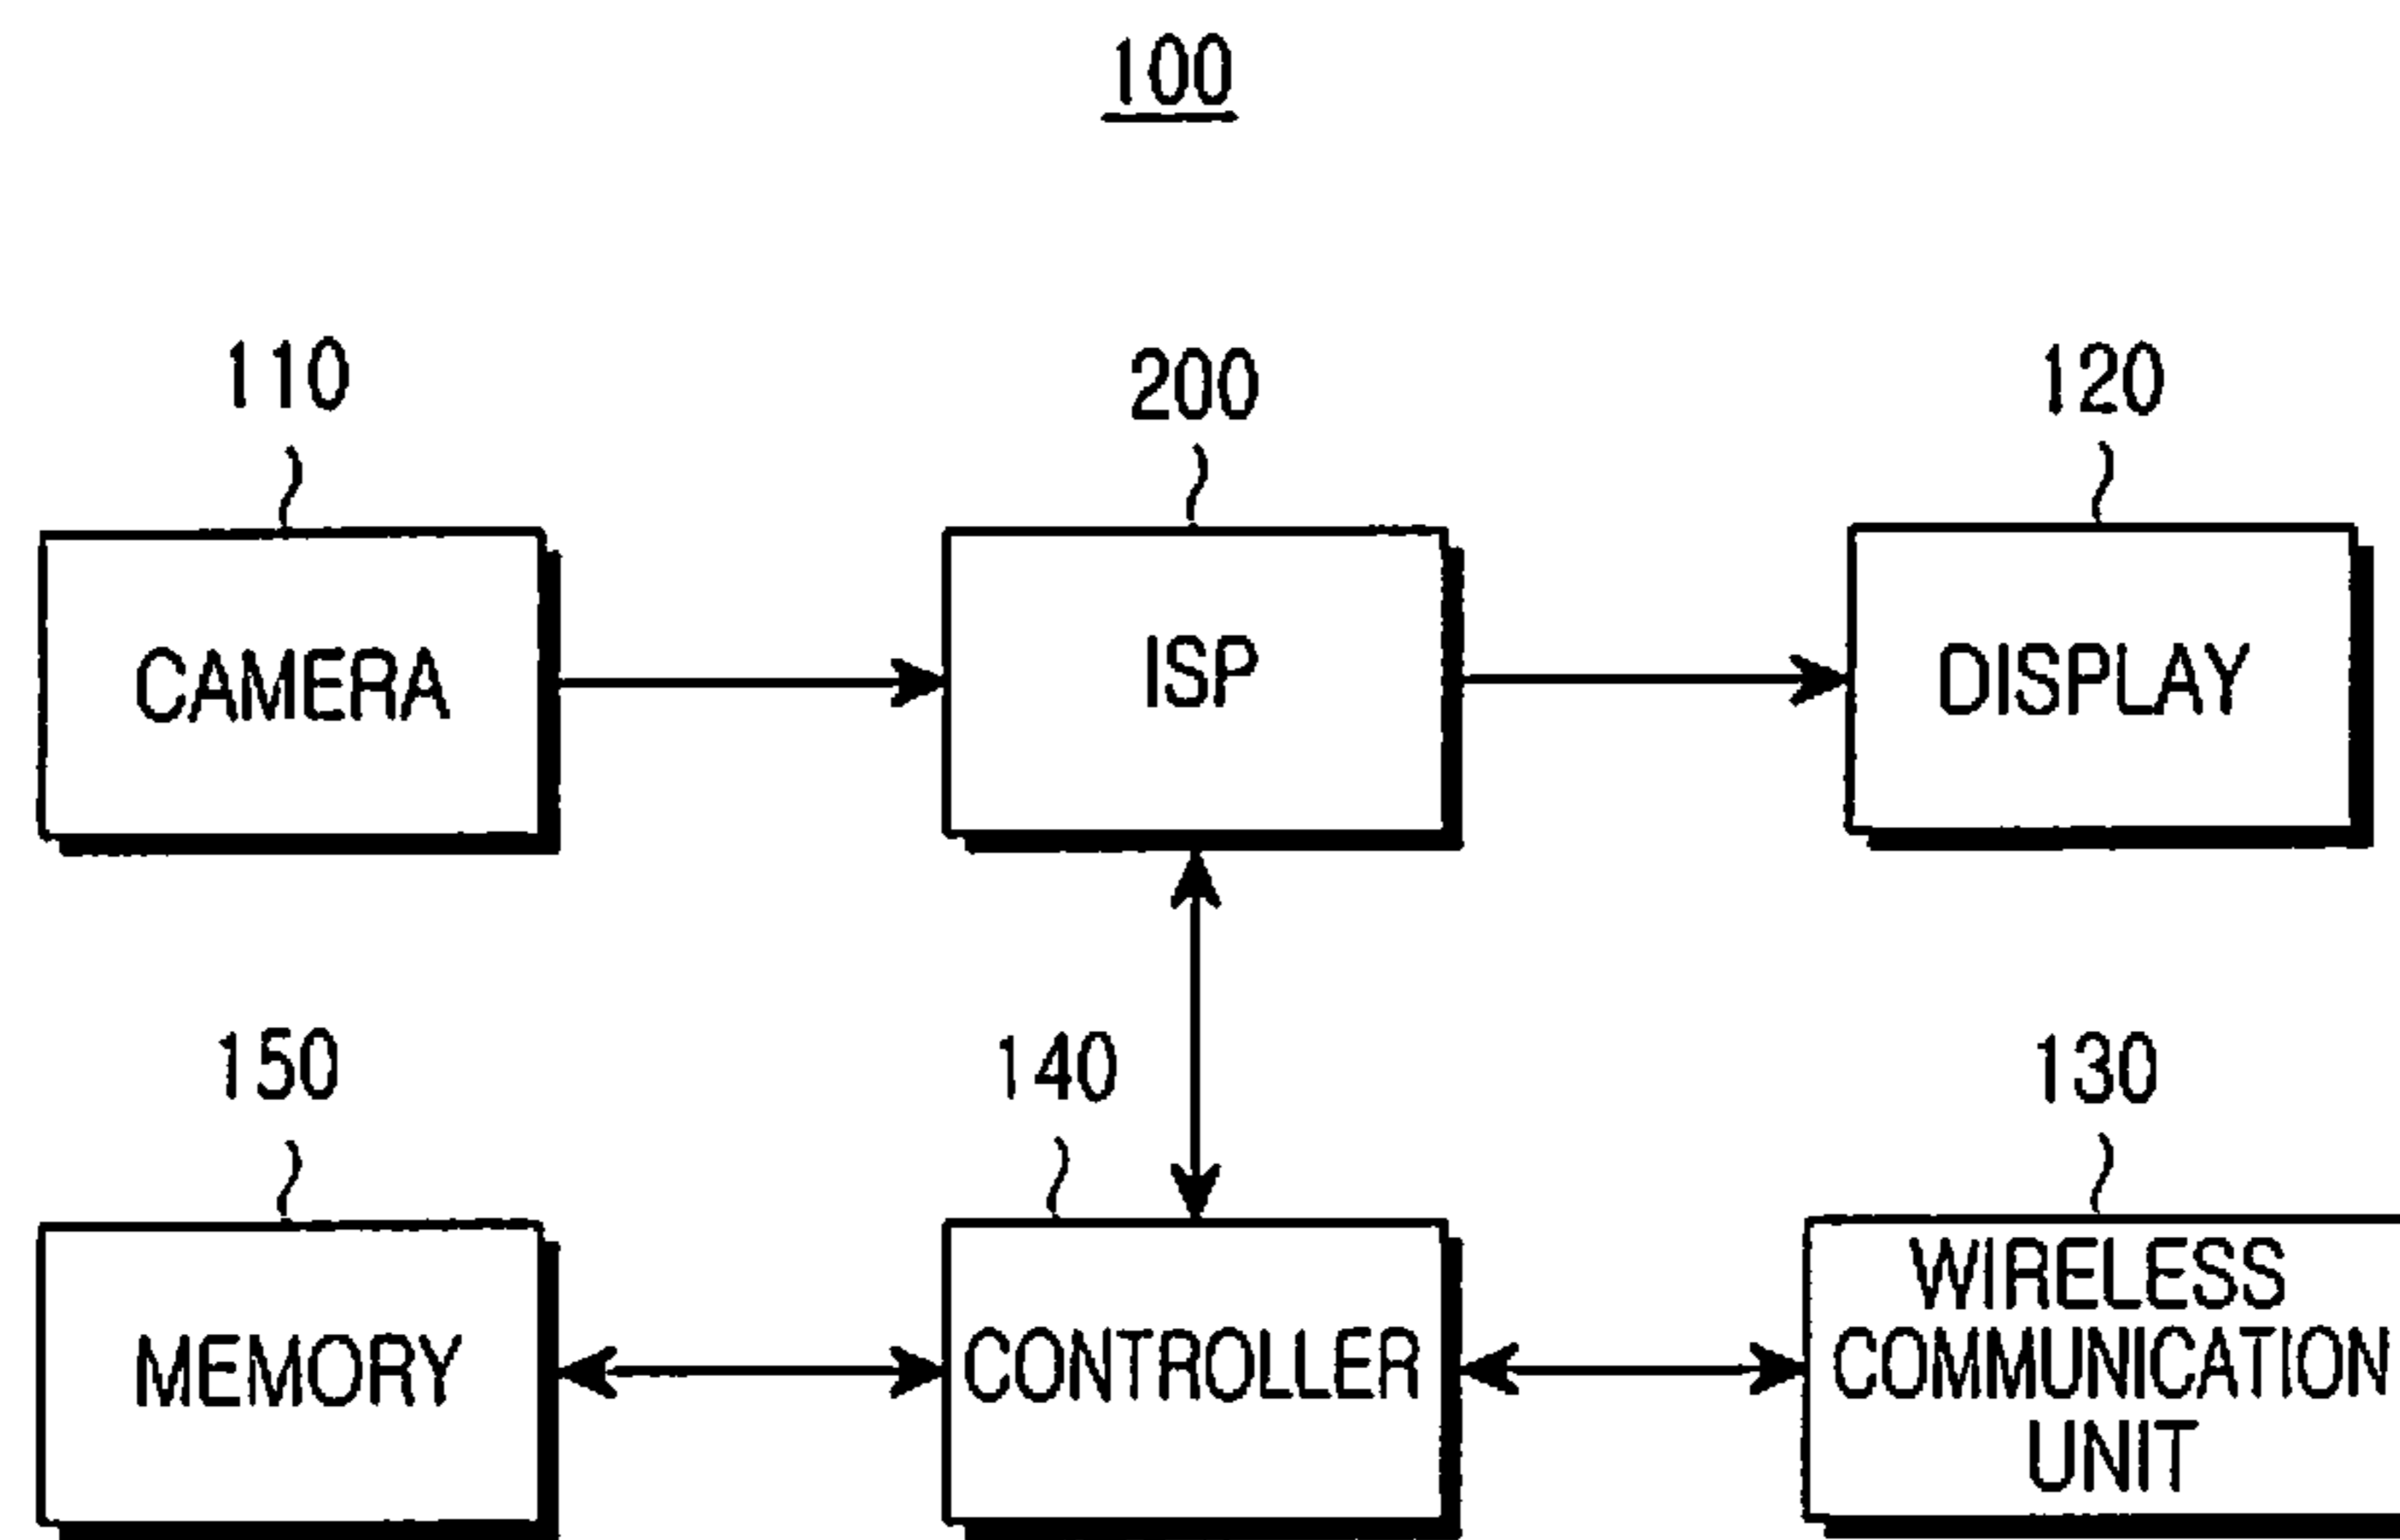 100
110
200
120
CAMERA
ISP
DISPLAY
150
140
130
MEMORY
CONTROLLER
WIRELESS
COMMUNICATION
UNIT